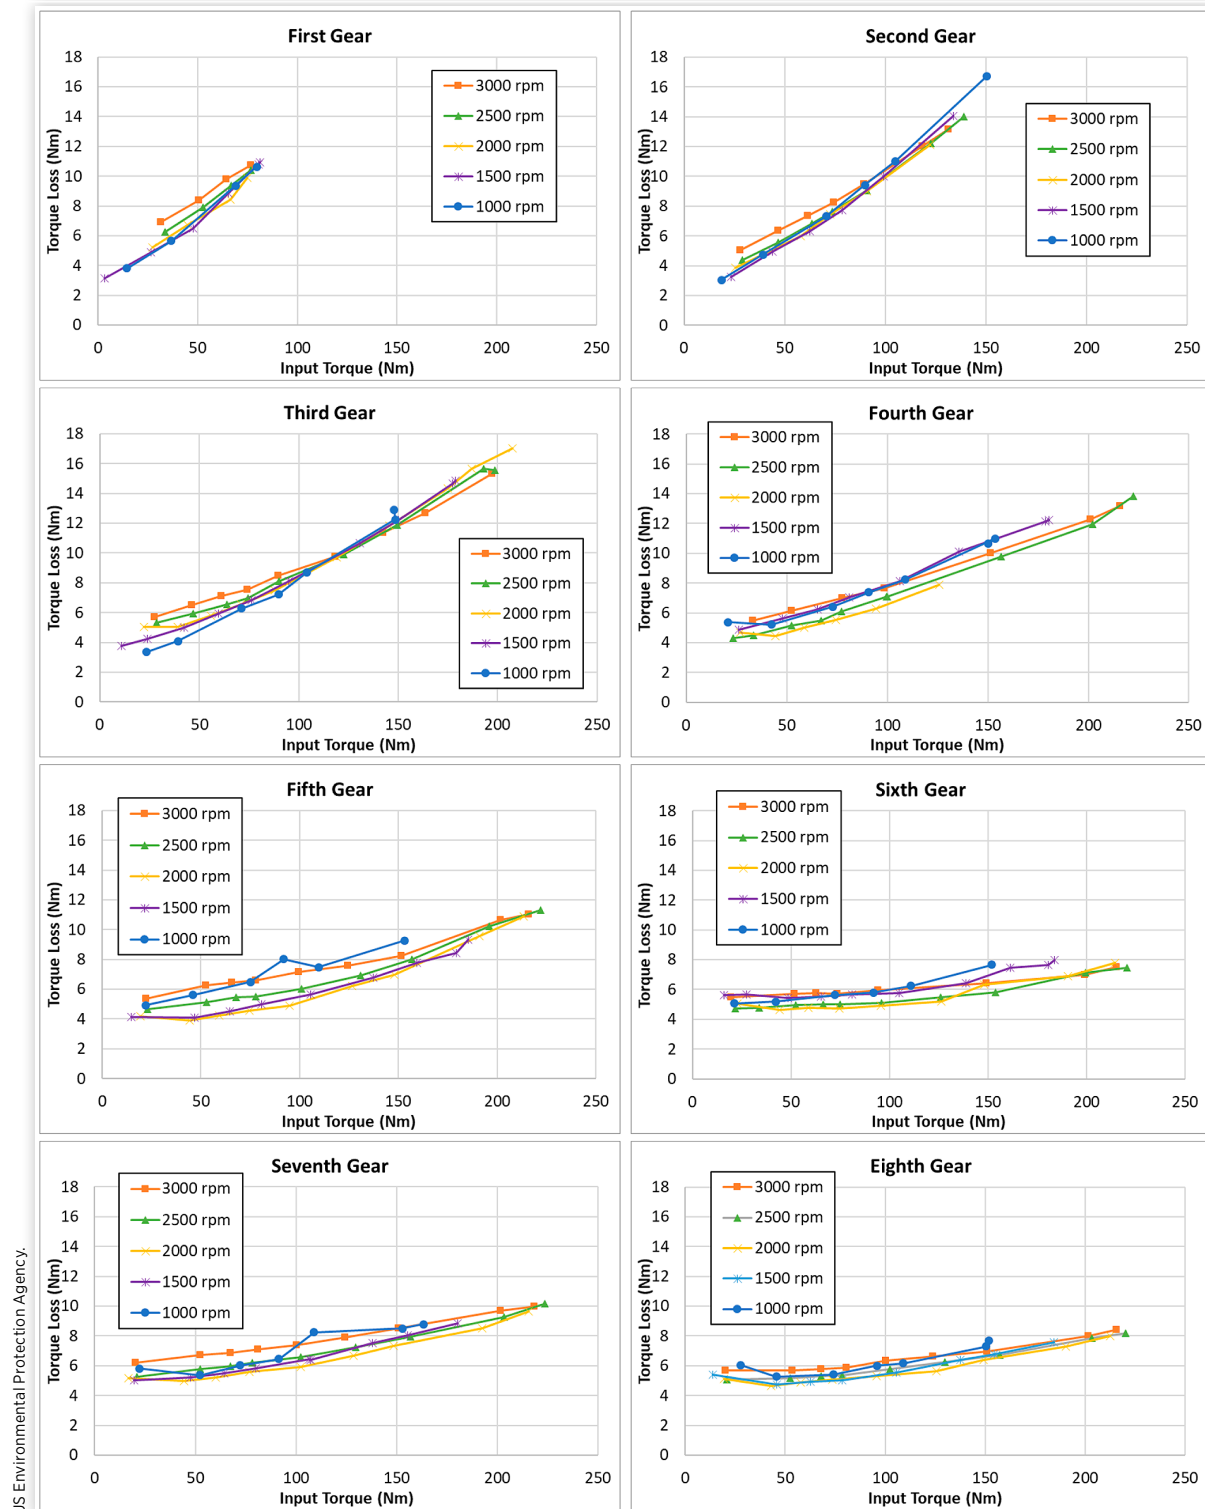 First Gear
18
16
14
12
10
8
6
4
2
0
Torque Loss (Nm)
3000 rpm
2500 rpm
2000 rpm
1500 rpm
1000 rpm
0 50 100 150 200 250
Input Torque (Nm)
Second Gear
18
16
14
12
10
8
6
4
2
0
Torque Loss (Nm)
3000 rpm
2500 rpm
2000 rpm
1500 rpm
1000 rpm
0 50 100 150 200 250
Input Torque (Nm)
Third Gear
18
16
14
12
10
8
6
4
2
0
Torque Loss (Nm)
3000 rpm
2500 rpm
2000 rpm
1500 rpm
1000 rpm
0 50 100 150 200 250
Input Torque (Nm)
Fourth Gear
18
16
14
12
10
8
6
4
2
0
Torque Loss (Nm)
3000 rpm
2500 rpm
2000 rpm
1500 rpm
1000 rpm
0 50 100 150 200 250
Input Torque (Nm)
Fifth Gear
18
16
14
12
10
8
6
4
2
0
Torque Loss (Nm)
3000 rpm
2500 rpm
2000 rpm
1500 rpm
1000 rpm
0 50 100 150 200 250
Input Torque (Nm)
Sixth Gear
18
16
14
12
10
8
6
4
2
0
Torque Loss (Nm)
3000 rpm
2500 rpm
2000 rpm
1500 rpm
1000 rpm
0 50 100 150 200 250
Input Torque (Nm)
Seventh Gear
18
16
14
12
10
8
6
4
2
0
Torque Loss (Nm)
3000 rpm
2500 rpm
2000 rpm
1500 rpm
1000 rpm
0 50 100 150 200 250
Input Torque (Nm)
Eighth Gear
18
16
14
12
10
8
6
4
2
0
Torque Loss (Nm)
3000 rpm
2500 rpm
2000 rpm
1500 rpm
1000 rpm
0 50 100 150 200 250
Input Torque (Nm)
US Environmental Protection Agency.